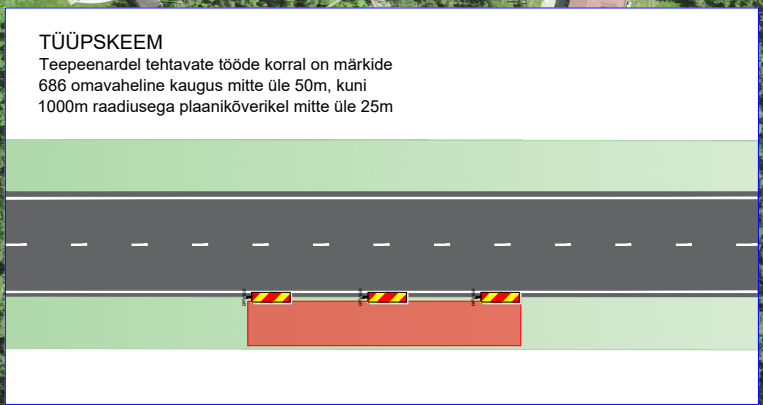 TÜÜPSKEEM
Teepeenardel tehtavate tööde korral on märkide
686 omavaheline kaugus mitte üle 50m, kuni
1000m raadiusega plaanikõverikel mitte üle 25m